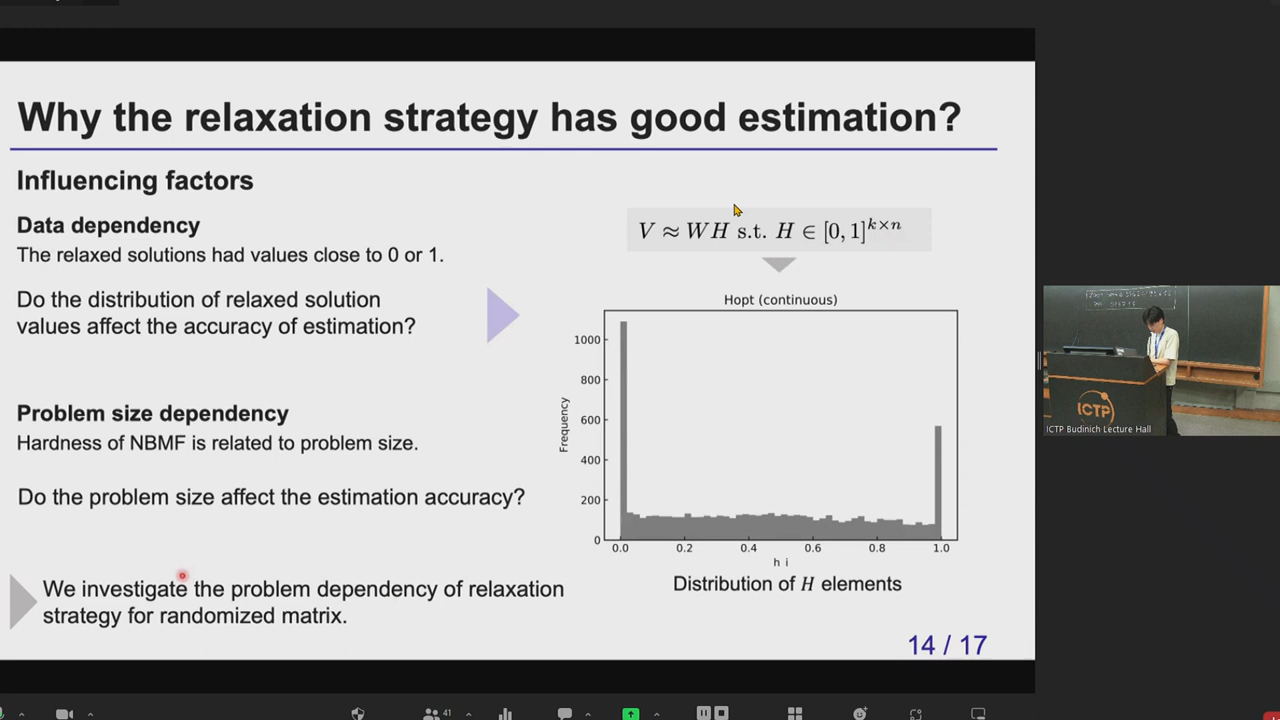 Why the relaxation strategy has good estimation?
Influencing factors
Data dependency
The relaxed solutions had values close to 0 or 1.
Do the distribution of relaxed solution
values affect the accuracy of estimation?
Problem size dependency
Hardness of NBMF is related to problem size.
Do the problem size affect the estimation accuracy?
We investigate the problem dependency of relaxation
strategy for randomized matrix.
V ≈ WH s.t. H ∈ [0, 1]^{k×n}
Hopt (continuous)
Frequency
1000
800
600
400
200
0
0.0 0.2 0.4 0.6 0.8 1.0
h i
Distribution of H elements
14 / 17
ICTP
ICTP Budinich Lecture Hall
41